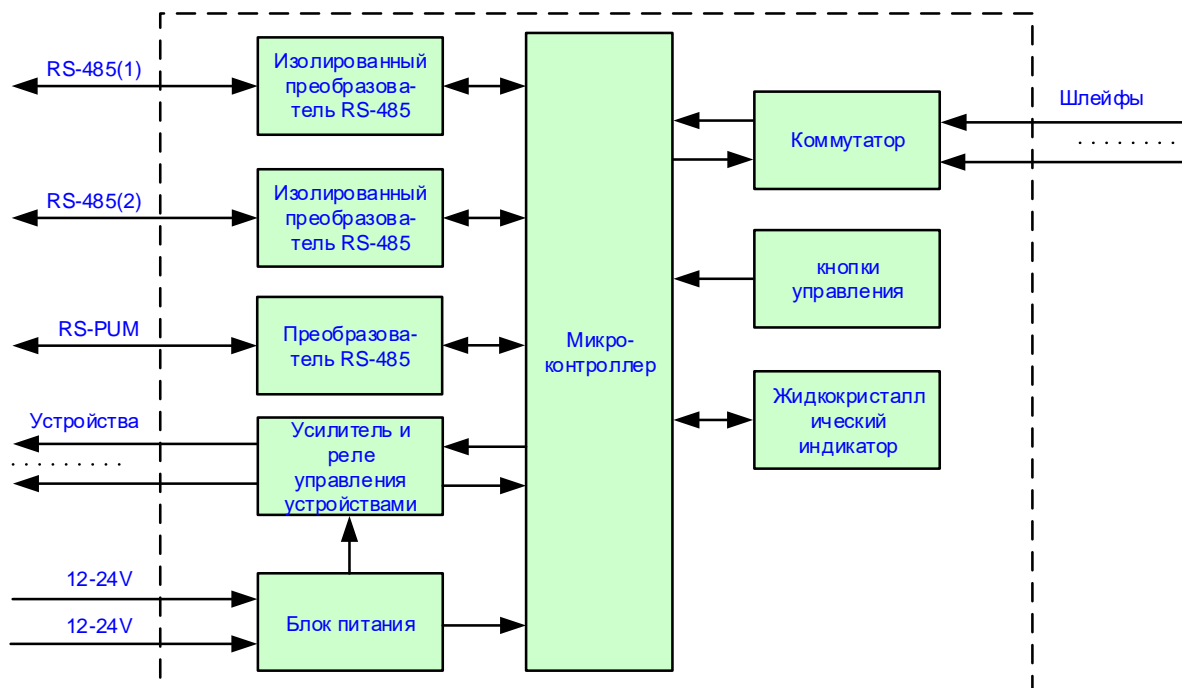 RS-485(1)
Изолированный
преобразова-
тель RS-485
RS-485(2)
Изолированный
преобразова-
тель RS-485
RS-PUM
Преобразова-
тель RS-485
Устройства
. . . . . . . . .
Усилитель и
реле
управления
устройствами
12-24V
12-24V
Блок питания
Микро-
контроллер
Коммутатор
Шлейфы
. . . . . . . .
кнопки
управления
Жидкокристалл
ический
индикатор